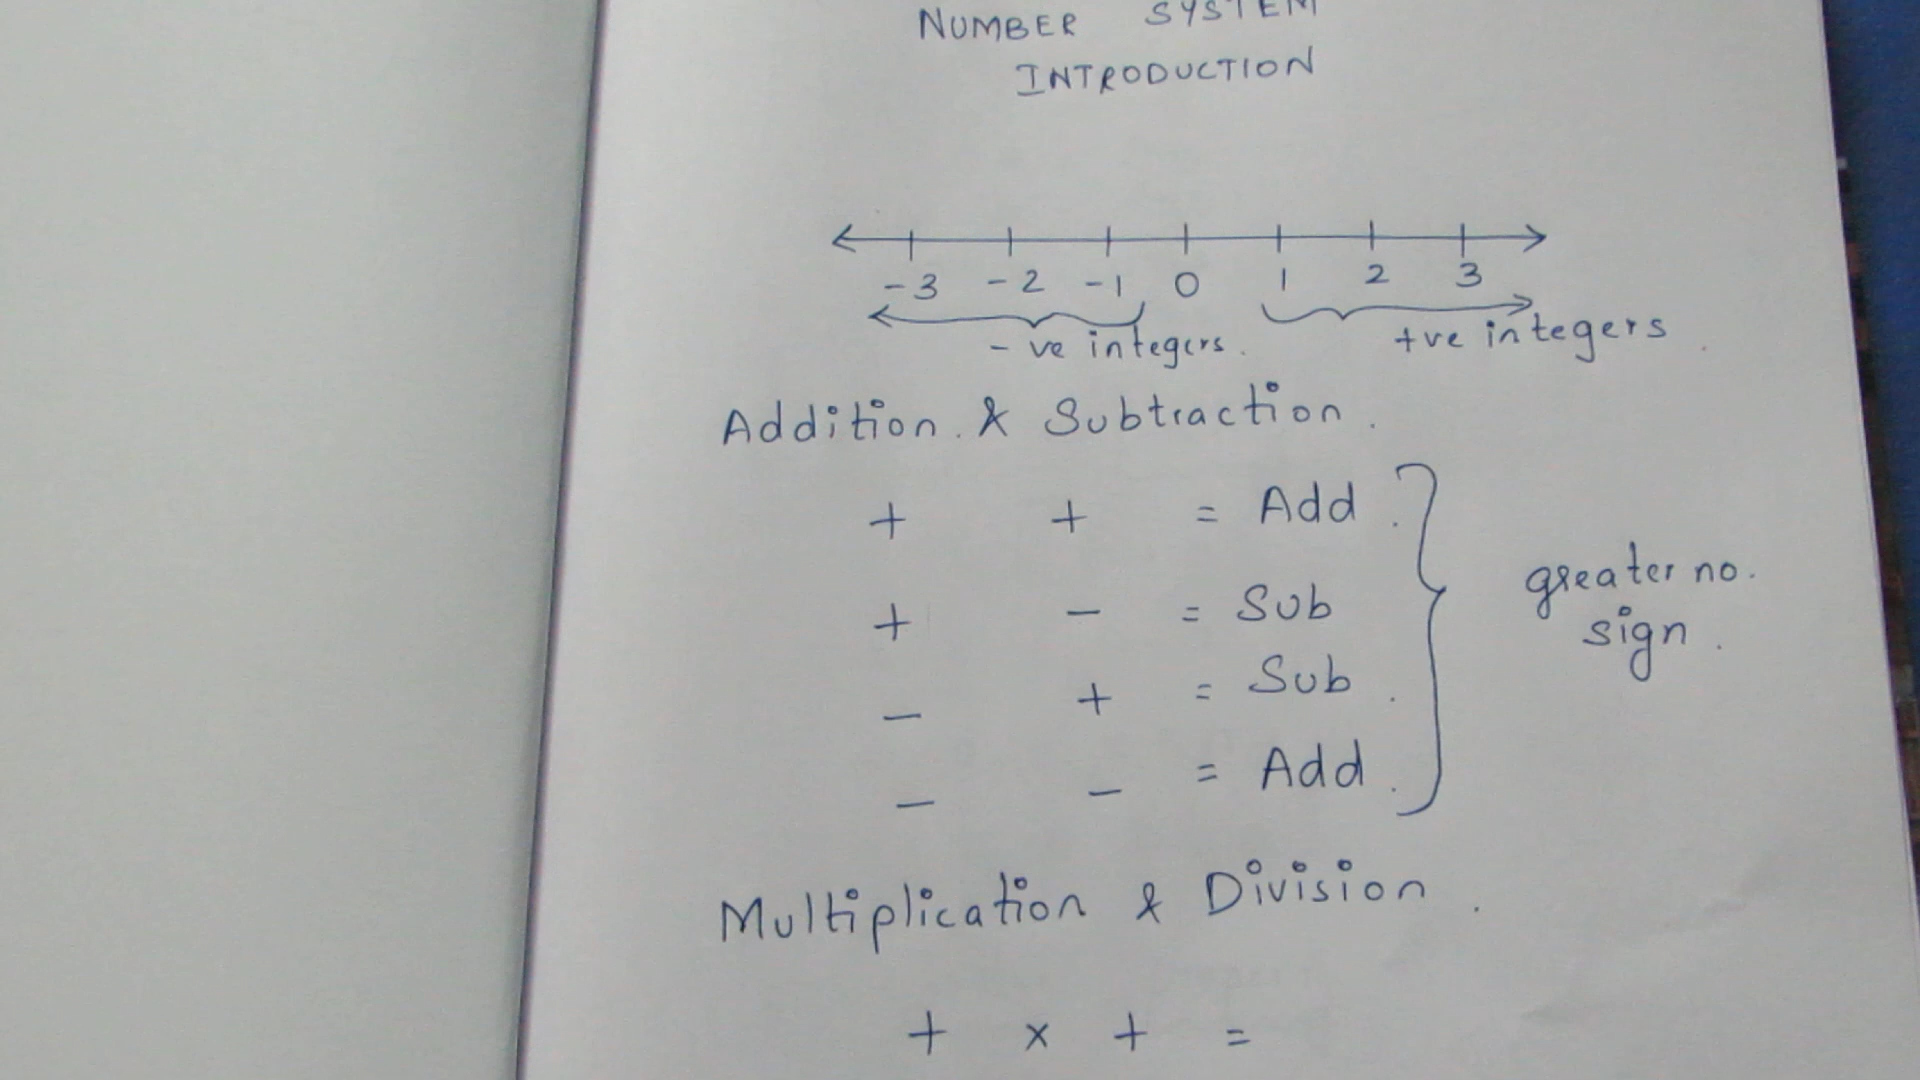 NUMBER SYSTEM
INTRODUCTION
-3 -2 -1 0 1 2 3
-ve integers. +ve integers
Addition. & Subtraction.
+ + = Add.
+ - = Sub
- + = Sub.
- - = Add.
greater no.
sign.
Multiplication & Division.
+ x + =